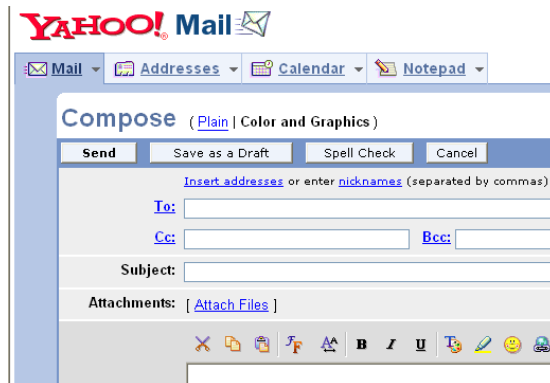 YAHOO! Mail
Mail Addresses Calendar Notepad
Compose ( Plain | Color and Graphics )
Send Save as a Draft Spell Check Cancel
Insert addresses or enter nicknames (separated by commas)
To:
Cc: Bcc:
Subject:
Attachments: [ Attach Files ]
B I U